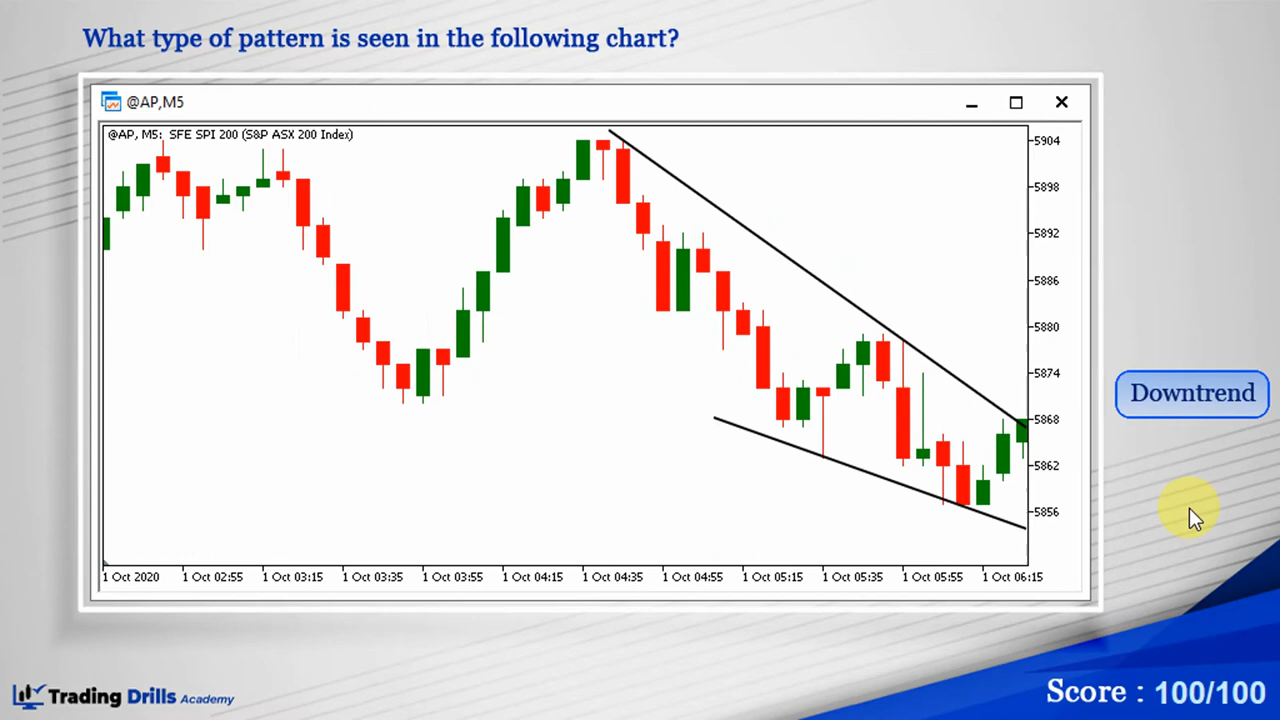 What type of pattern is seen in the following chart?
@AP,M5
@AP, M5: SFE SPI 200 (S&P ASX 200 Index)
5904
5898
5892
5886
5880
5874
5868
5862
5856
Downtrend
1 Oct 2020 1 Oct 02:55 1 Oct 03:15 1 Oct 03:35 1 Oct 03:55 1 Oct 04:15 1 Oct 04:35 1 Oct 04:55 1 Oct 05:15 1 Oct 05:35 1 Oct 05:55 1 Oct 06:15
Trading Drills Academy
Score : 100/100